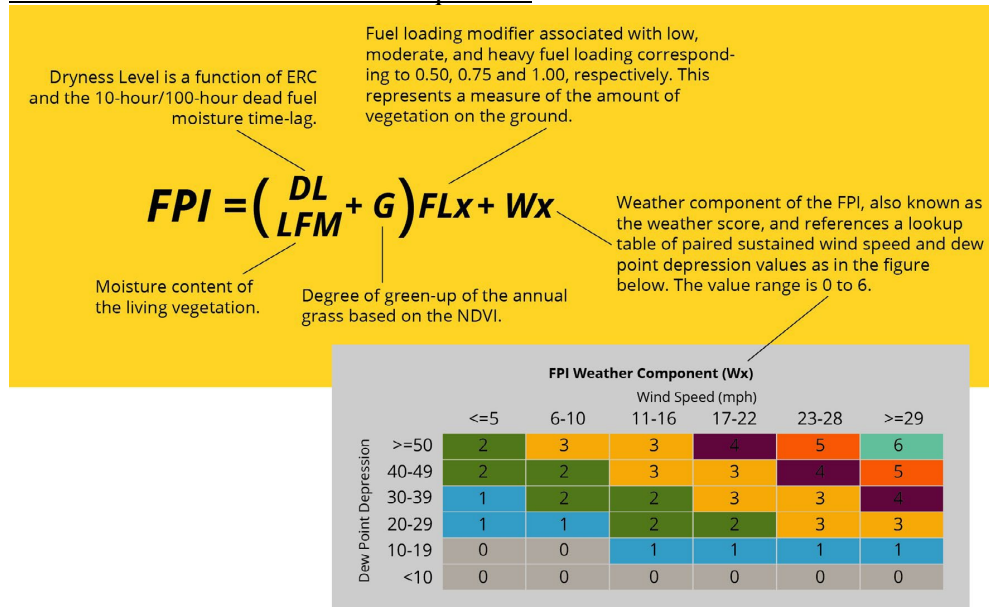 Fuel loading modifier associated with low,
moderate, and heavy fuel loading correspond-
ing to 0.50, 0.75 and 1.00, respectively. This
represents a measure of the amount of
vegetation on the ground.
Dryness Level is a function of ERC
and the 10-hour/100-hour dead fuel
moisture time-lag.
FPI = (DL/LFM + G) FLx + Wx
Weather component of the FPI, also known as
the weather score, and references a lookup
table of paired sustained wind speed and dew
point depression values as in the figure
below. The value range is 0 to 6.
Moisture content of
the living vegetation.
Degree of green-up of the annual
grass based on the NDVI.
FPI Weather Component (Wx)
Wind Speed (mph)
<=5 6-10 11-16 17-22 23-28 >=29
Dew Point Depression
>=50 2 3 3 4 5 6
40-49 2 2 3 3 4 5
30-39 1 2 2 3 3 4
20-29 1 1 2 2 3 3
10-19 0 0 1 1 1 1
<10 0 0 0 0 0 0